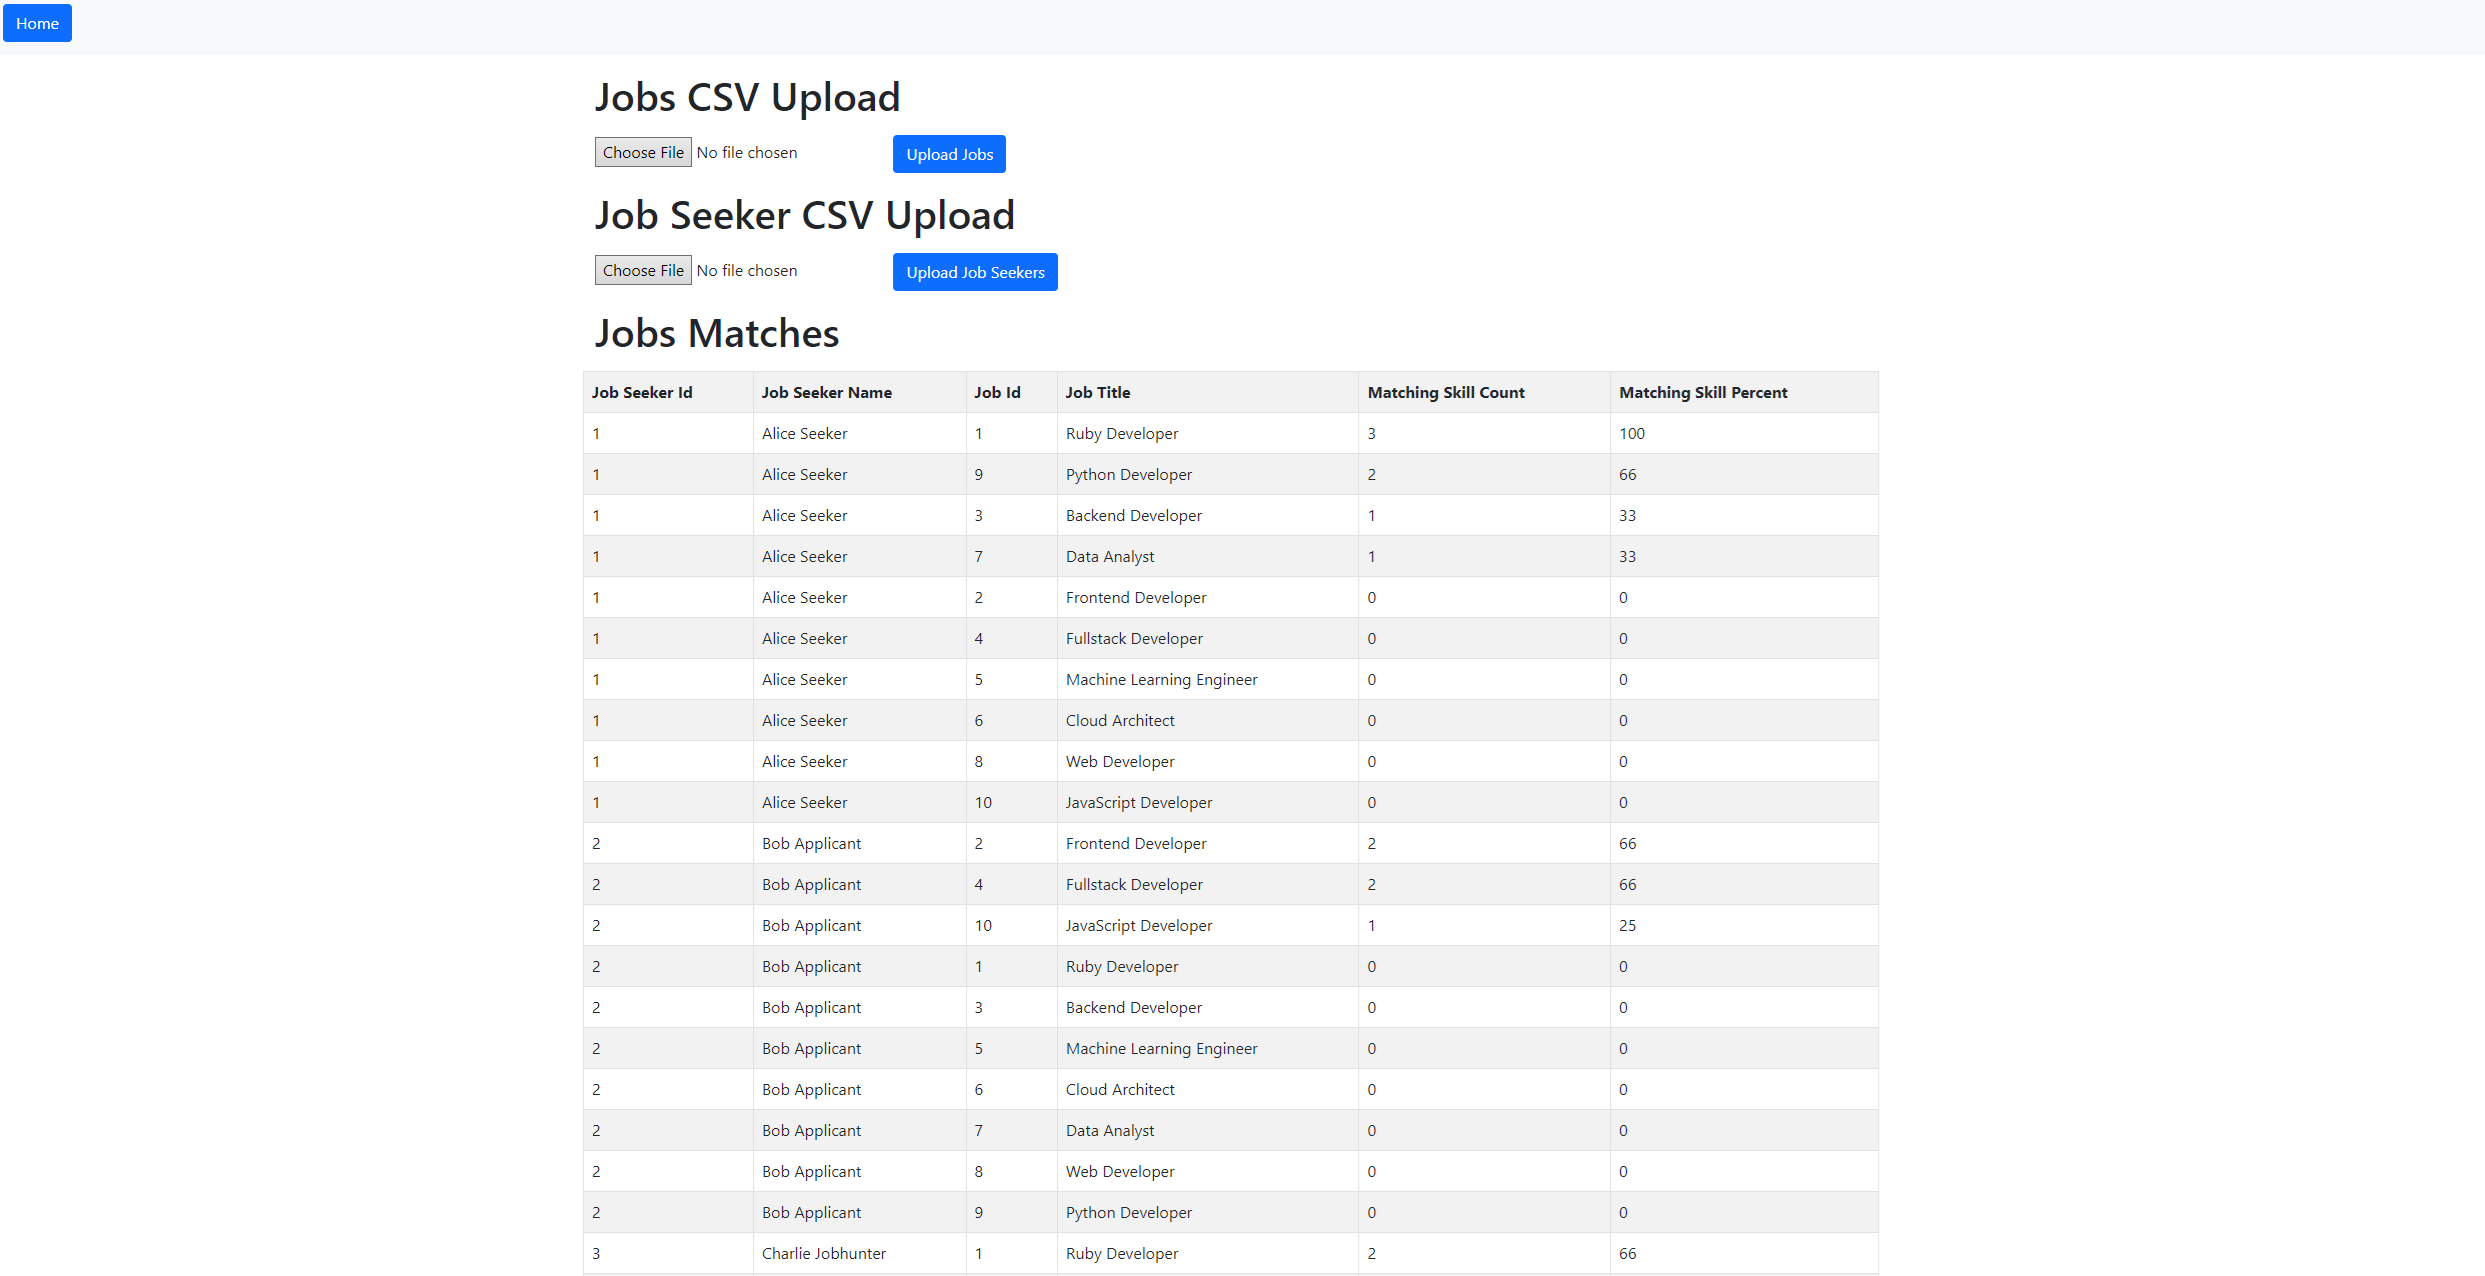 Home
Jobs CSV Upload
Choose File No file chosen Upload Jobs
Job Seeker CSV Upload
Choose File No file chosen Upload Job Seekers
Jobs Matches
Job Seeker Id Job Seeker Name Job Id Job Title Matching Skill Count Matching Skill Percent
1 Alice Seeker 1 Ruby Developer 3 100
1 Alice Seeker 9 Python Developer 2 66
1 Alice Seeker 3 Backend Developer 1 33
1 Alice Seeker 7 Data Analyst 1 33
1 Alice Seeker 2 Frontend Developer 0 0
1 Alice Seeker 4 Fullstack Developer 0 0
1 Alice Seeker 5 Machine Learning Engineer 0 0
1 Alice Seeker 6 Cloud Architect 0 0
1 Alice Seeker 8 Web Developer 0 0
1 Alice Seeker 10 JavaScript Developer 0 0
2 Bob Applicant 2 Frontend Developer 2 66
2 Bob Applicant 4 Fullstack Developer 2 66
2 Bob Applicant 10 JavaScript Developer 1 25
2 Bob Applicant 1 Ruby Developer 0 0
2 Bob Applicant 3 Backend Developer 0 0
2 Bob Applicant 5 Machine Learning Engineer 0 0
2 Bob Applicant 6 Cloud Architect 0 0
2 Bob Applicant 7 Data Analyst 0 0
2 Bob Applicant 8 Web Developer 0 0
2 Bob Applicant 9 Python Developer 0 0
3 Charlie Jobhunter 1 Ruby Developer 2 66